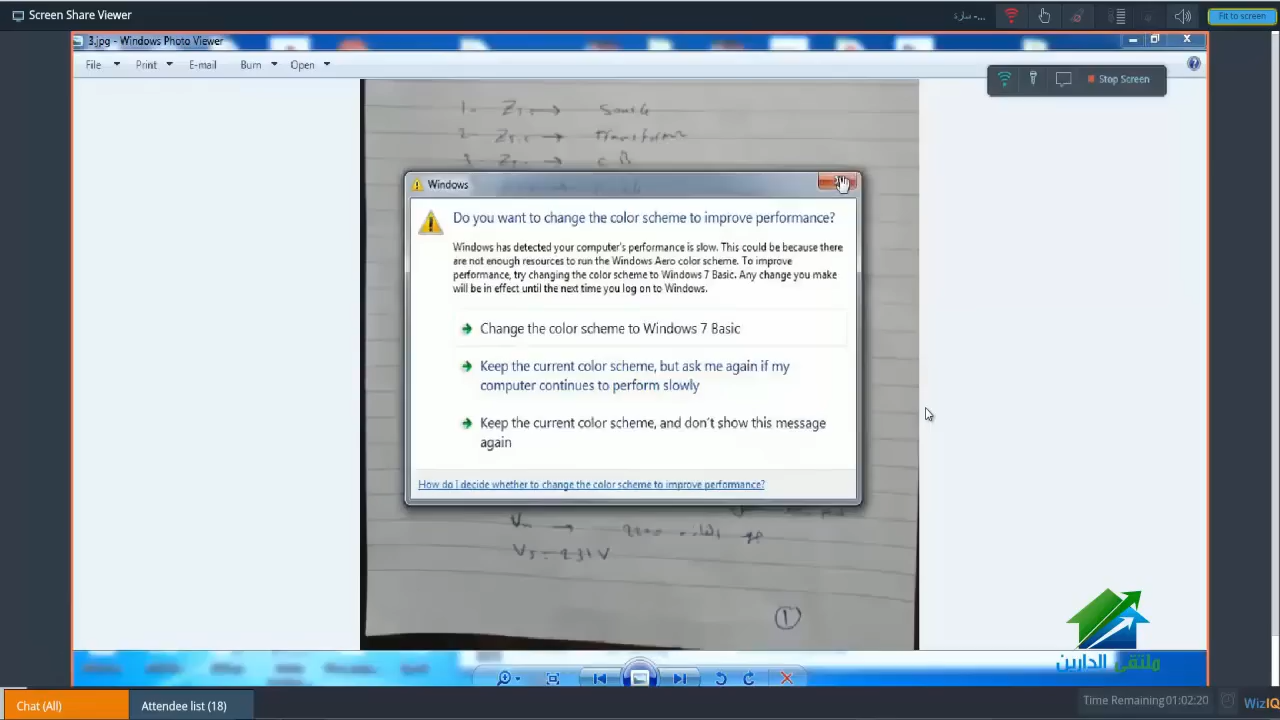 Screen Share Viewer
سارة -...
Fit to screen
3.jpg - Windows Photo Viewer
File Print E-mail Burn Open
Stop Screen
1- 
2-
3
Windows
Do you want to change the color scheme to improve performance?
Windows has detected your computer's performance is slow. This could be because there
are not enough resources to run the Windows Aero color scheme. To improve
performance, try changing the color scheme to Windows 7 Basic. Any change you make
will be in effect until the next time you log on to Windows.
Change the color scheme to Windows 7 Basic
Keep the current color scheme, but ask me again if my
computer continues to perform slowly
Keep the current color scheme, and don't show this message
again
How do I decide whether to change the color scheme to improve performance?
1
ملتقى الدارين
Chat (All)
Attendee list (18)
Time Remaining 01:02:20
WizIQ